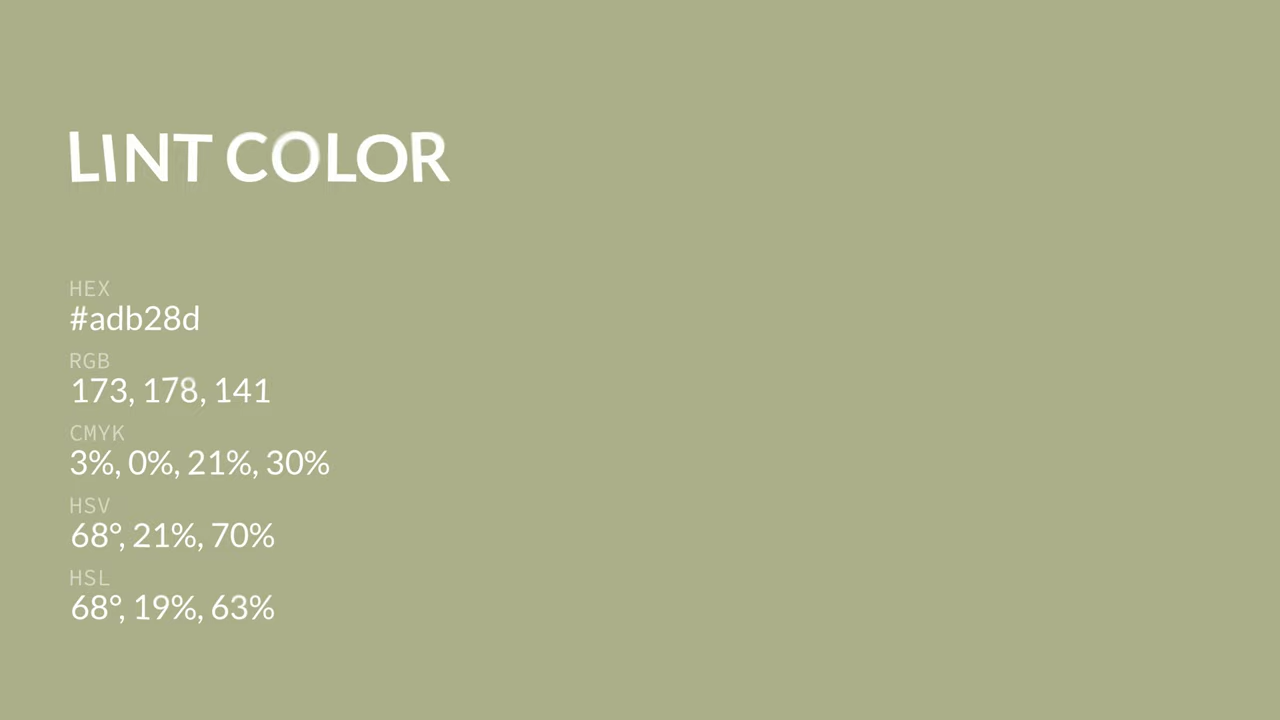 LINT COLOR
HEX
#adb28d
RGB
173, 178, 141
CMYK
3%, 0%, 21%, 30%
HSV
68°, 21%, 70%
HSL
68°, 19%, 63%